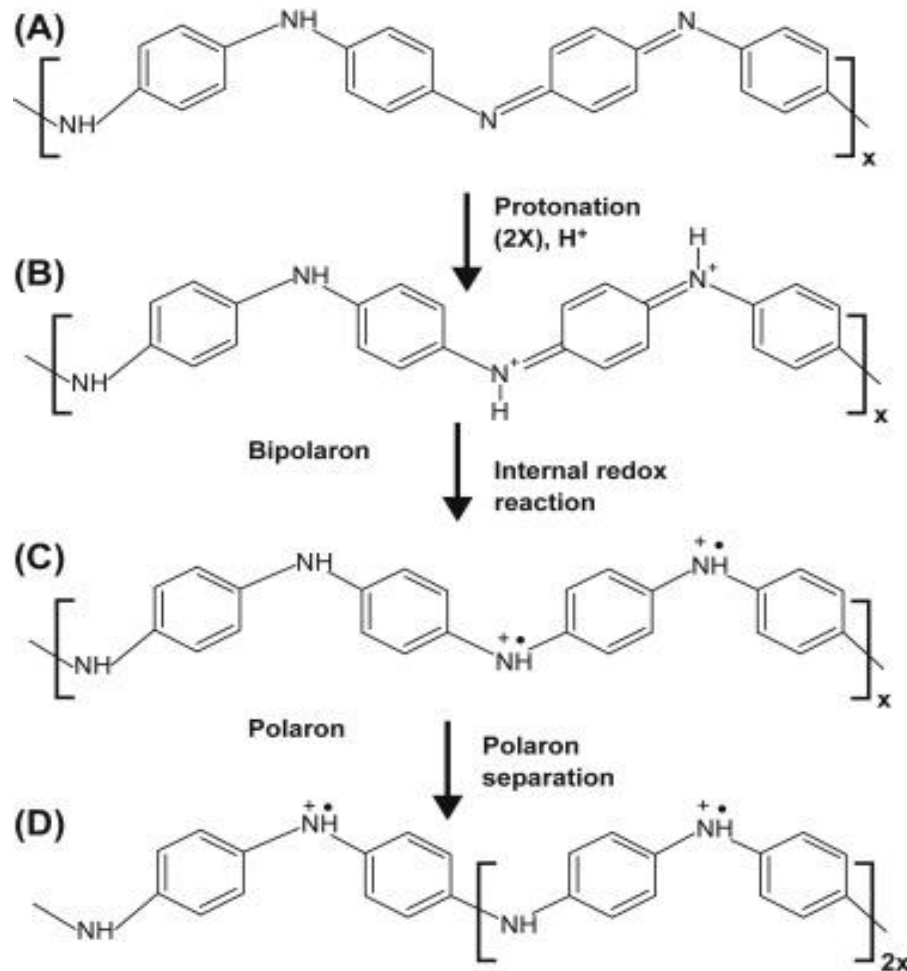 (A)
NH
N
NH
N
x
Protonation
(2X), H⁺
(B)
H
NH
N⁺
NH
N⁺
H
x
Bipolaron
Internal redox
reaction
(C)
+ •
NH
NH
+ •
NH
NH
x
Polaron
Polaron
separation
(D)
+ •
+ •
NH
NH
NH
NH
2x